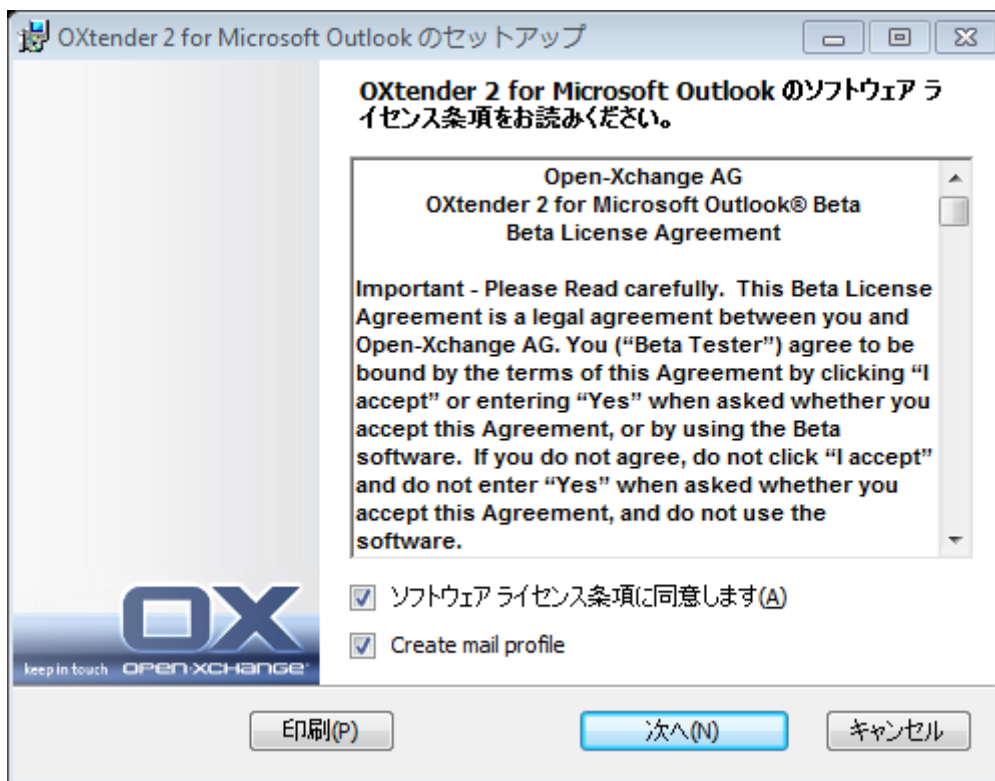 OXtender 2 for Microsoft Outlook のセットアップ
OXtender 2 for Microsoft Outlook のソフトウェア ラ
イセンス条項をお読みください。
Open-Xchange AG
OXtender 2 for Microsoft Outlook® Beta
Beta License Agreement
Important - Please Read carefully.  This Beta License
Agreement is a legal agreement between you and
Open-Xchange AG. You (“Beta Tester”) agree to be
bound by the terms of this Agreement by clicking “I
accept” or entering “Yes” when asked whether you
accept this Agreement, or by using the Beta
software.  If you do not agree, do not click “I accept”
and do not enter “Yes” when asked whether you
accept this Agreement, and do not use the
software.
ソフトウェア ライセンス条項に同意します(A)
Create mail profile
OX
keep in touch OPEN-XCHANGE
印刷(P)
次へ(N)
キャンセル